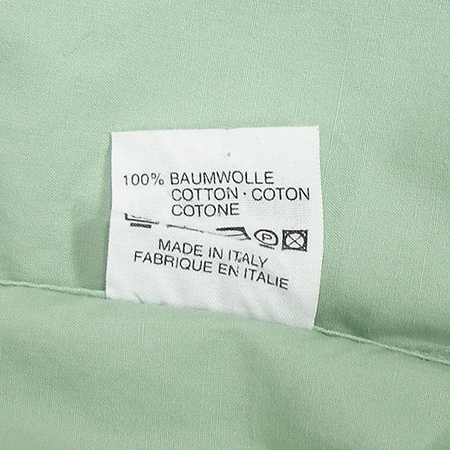 100% BAUMWOLLE
COTTON · COTON
COTONE
P
MADE IN ITALY
FABRIQUE EN ITALIE